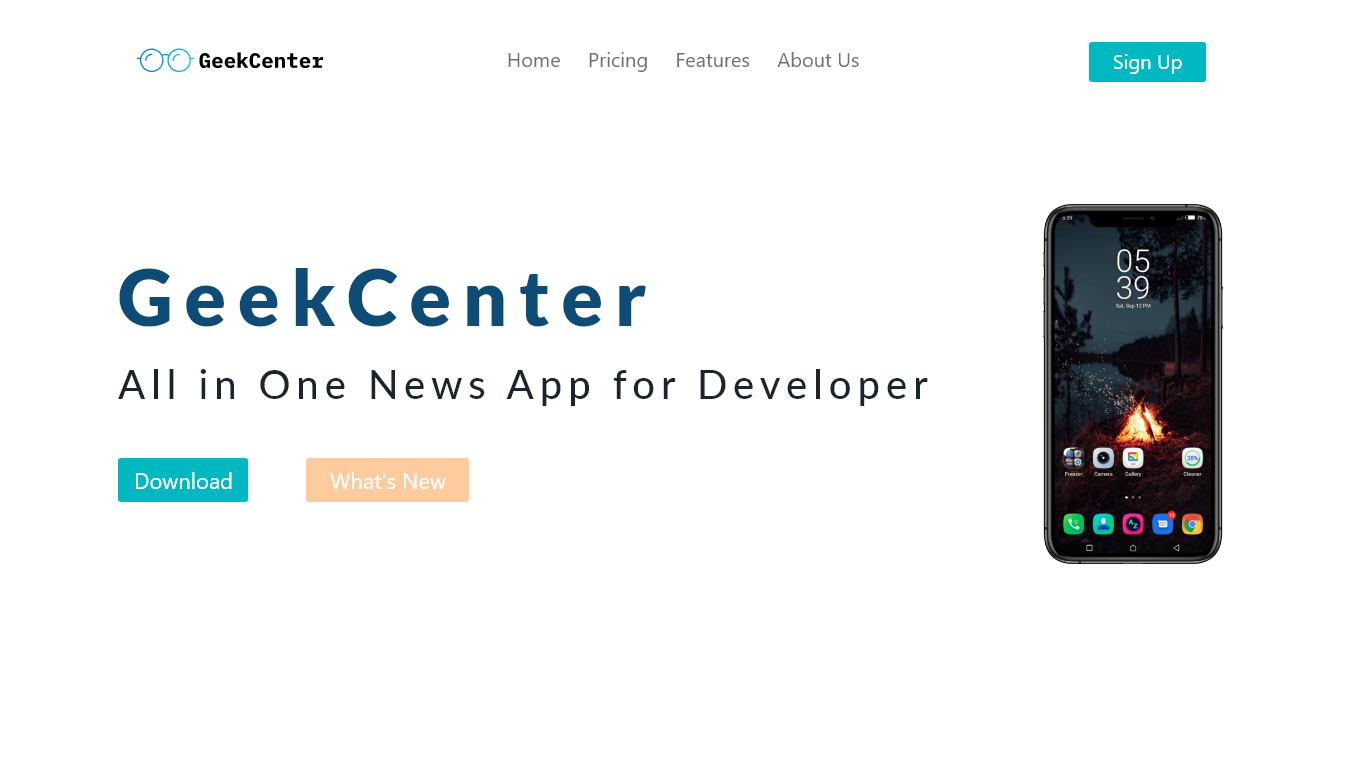 GeekCenter
Home Pricing Features About Us
Sign Up
GeekCenter
All in One News App for Developer
Download
What's New
05
39
Sat, Sep 12 PM
38%
Freezer Camera Gallery Cleaner